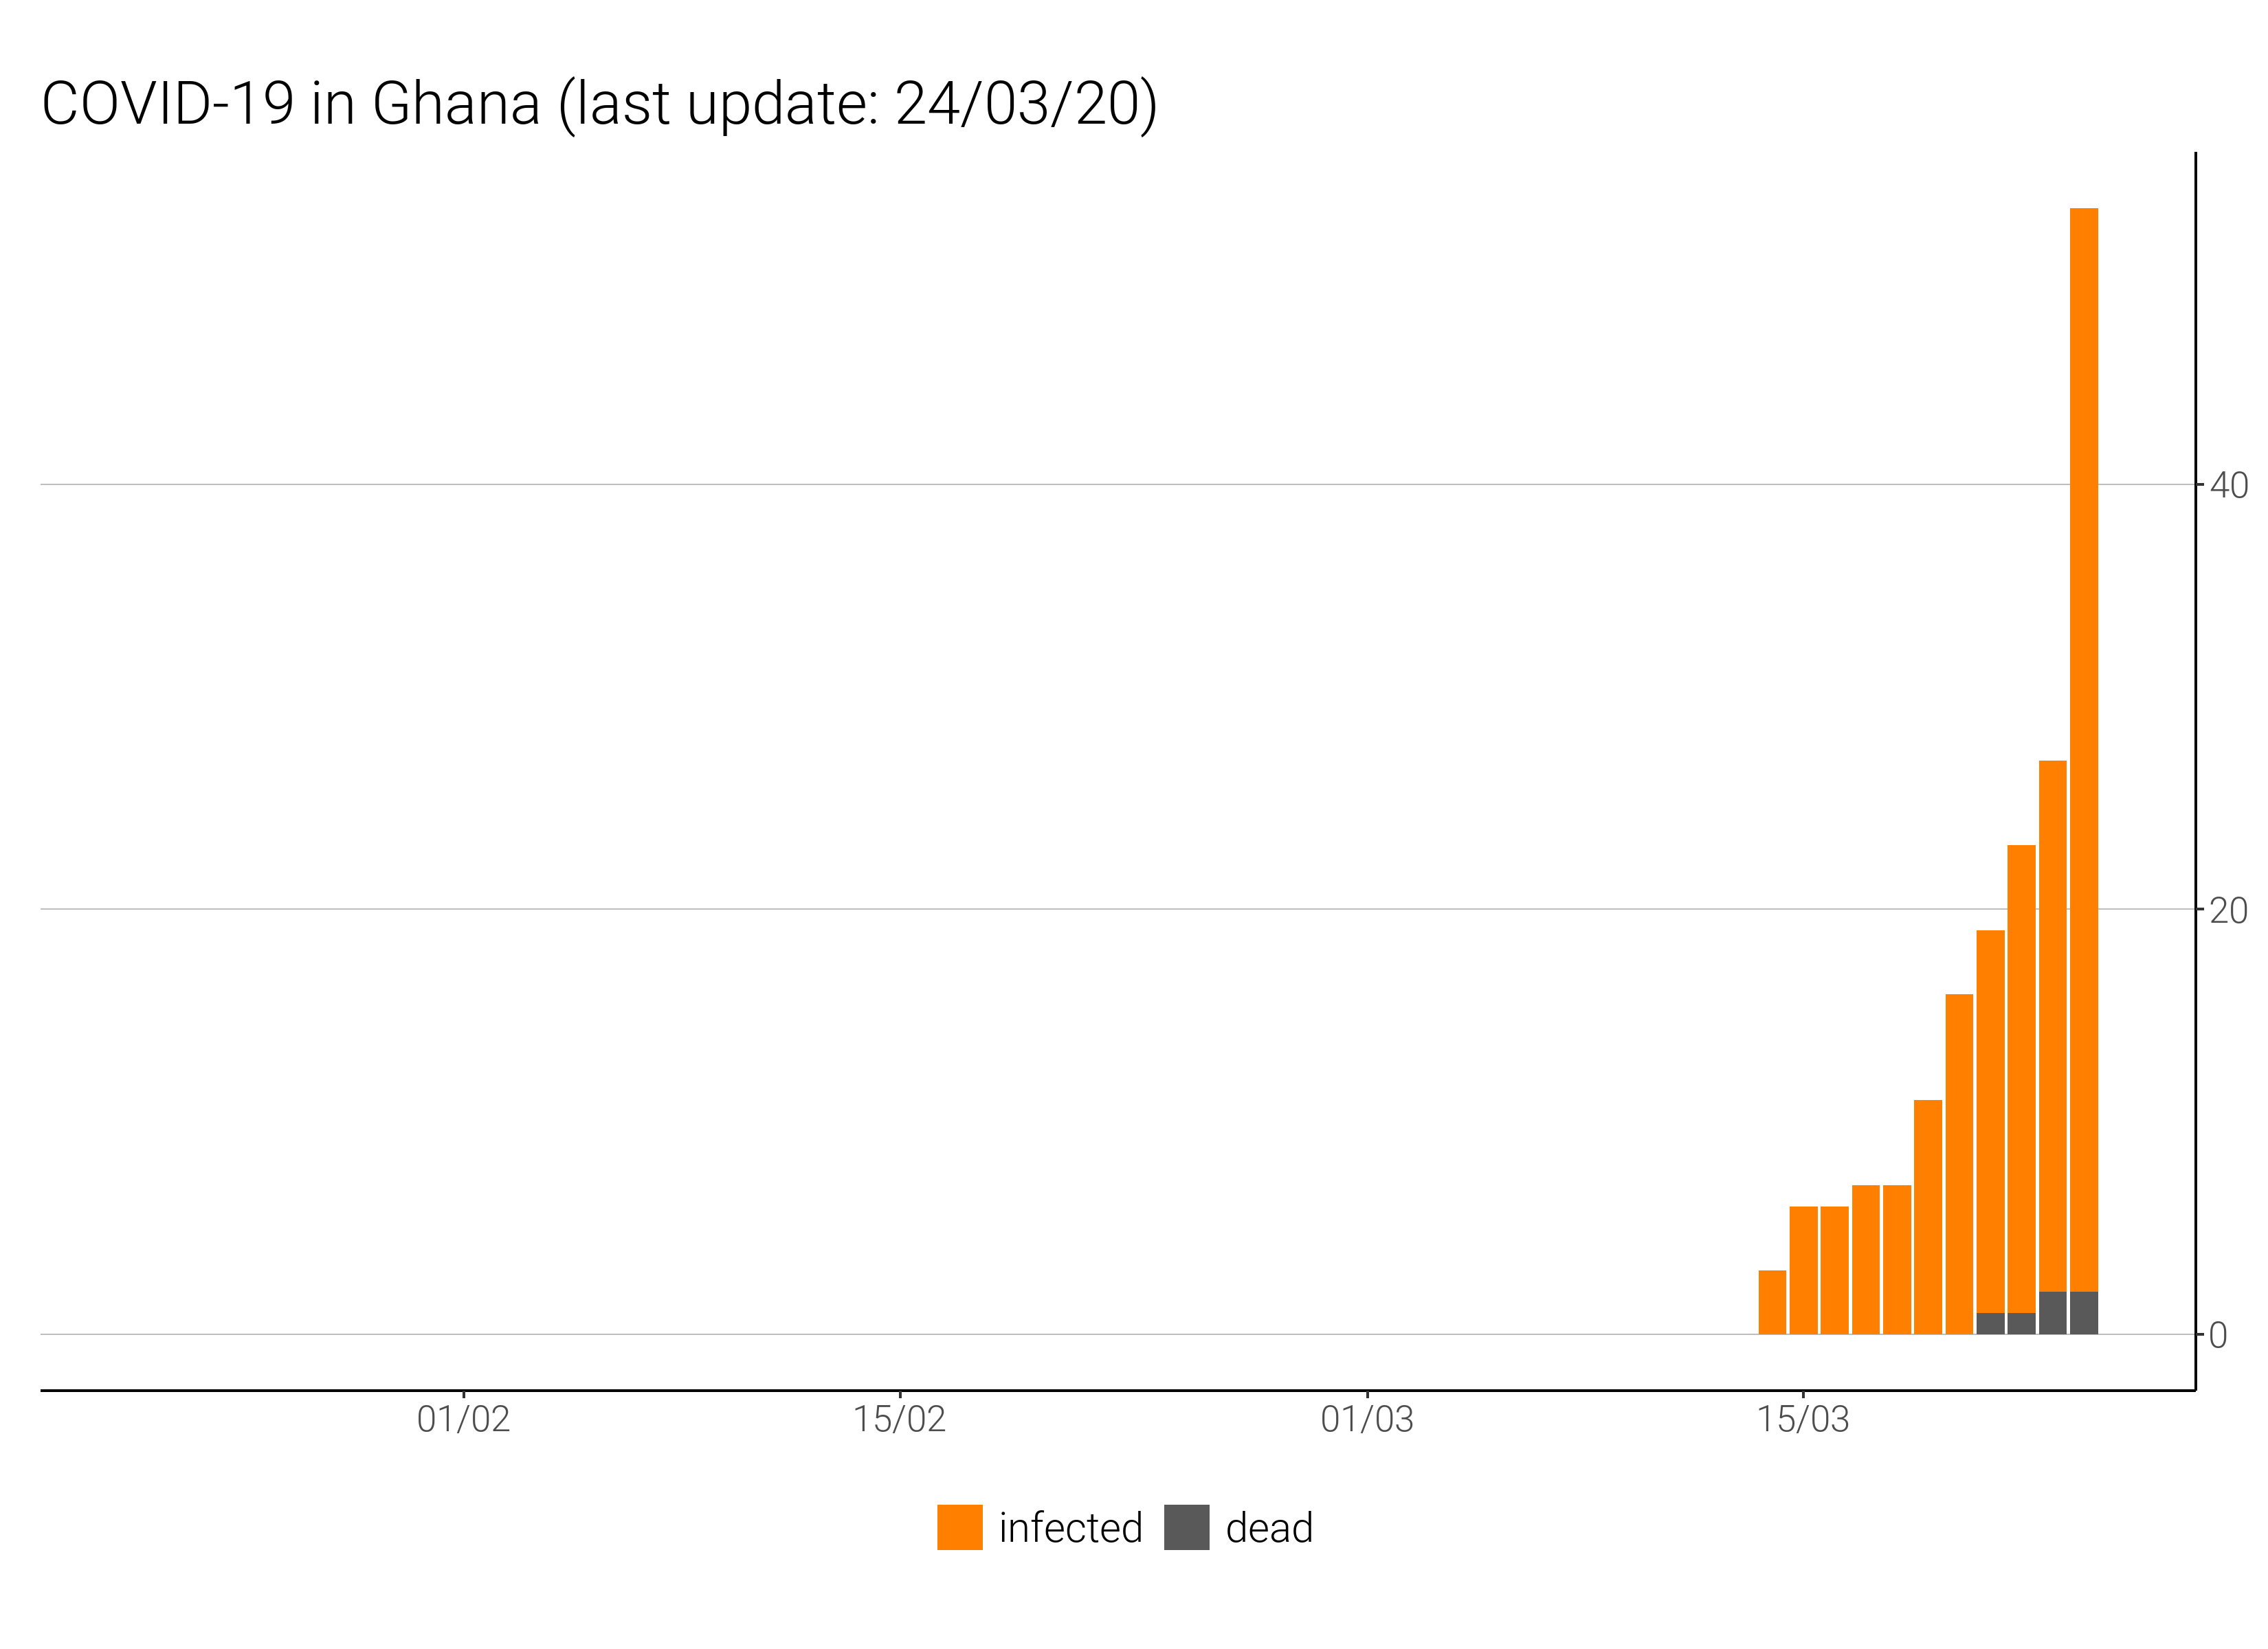 COVID-19 in Ghana (last update: 24/03/20)
40
20
0
01/02 15/02 01/03 15/03
infected dead